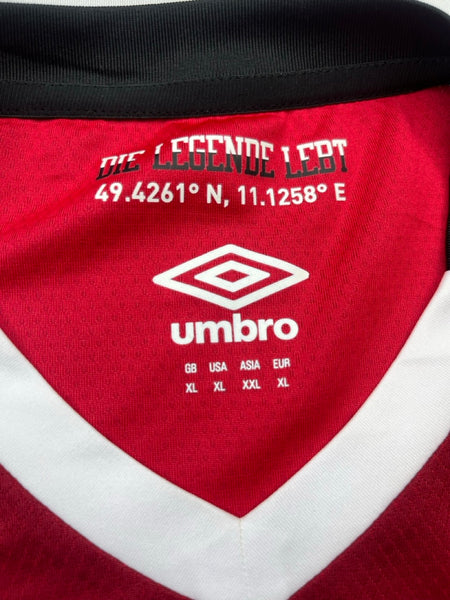 DIE LEGENDE LEBT
49.4261° N, 11.1258° E
umbro
GB USA ASIA EUR
XL XL XXL XL